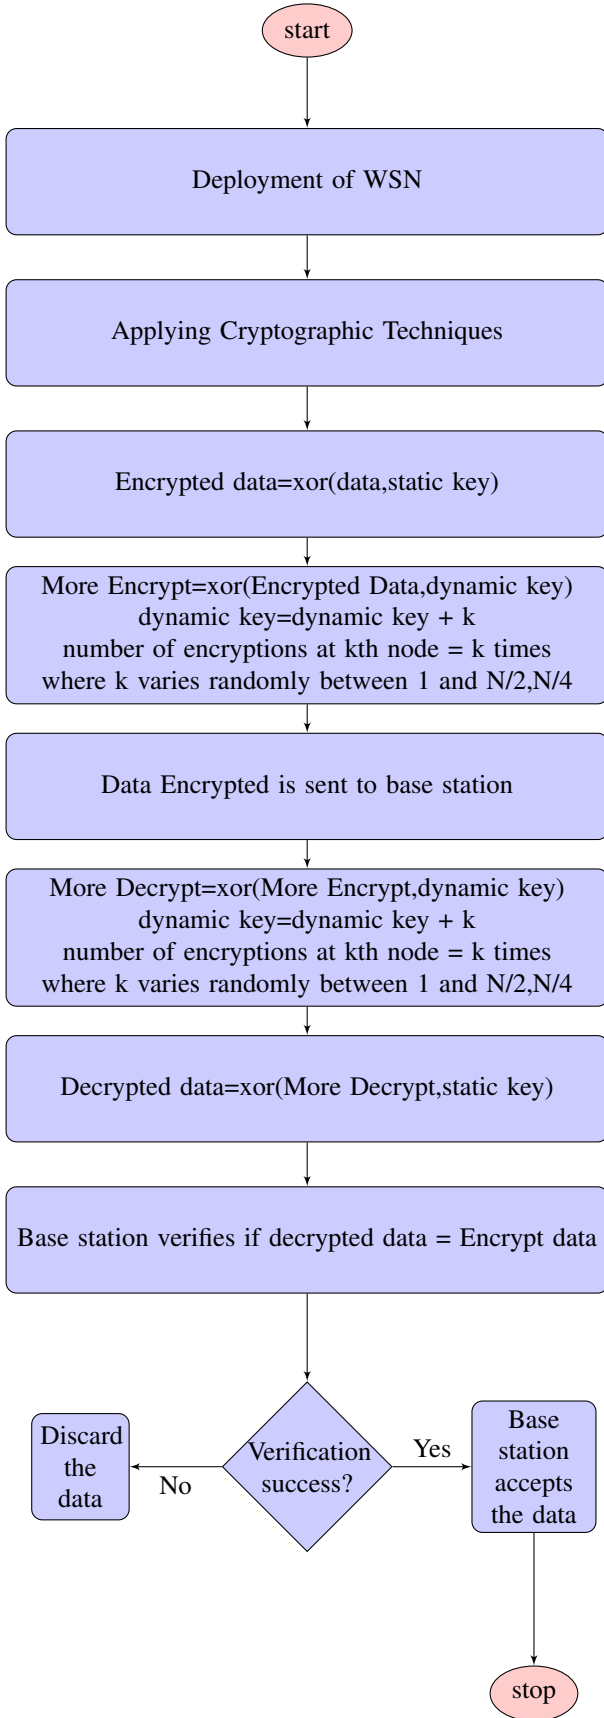 start
Deployment of WSN
Applying Cryptographic Techniques
Encrypted data=xor(data,static key)
More Encrypt=xor(Encrypted Data,dynamic key)
dynamic key=dynamic key + k
number of encryptions at kth node = k times
where k varies randomly between 1 and N/2,N/4
Data Encrypted is sent to base station
More Decrypt=xor(More Encrypt,dynamic key)
dynamic key=dynamic key + k
number of encryptions at kth node = k times
where k varies randomly between 1 and N/2,N/4
Decrypted data=xor(More Decrypt,static key)
Base station verifies if decrypted data = Encrypt data
Discard
the
data
No
Verification
success?
Yes
Base
station
accepts
the data
stop